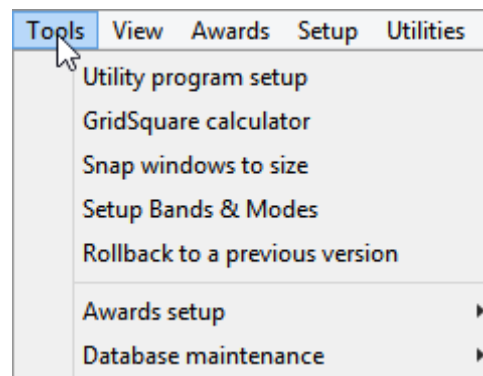 Tools View Awards Setup Utilities
Utility program setup
GridSquare calculator
Snap windows to size
Setup Bands & Modes
Rollback to a previous version
Awards setup
Database maintenance